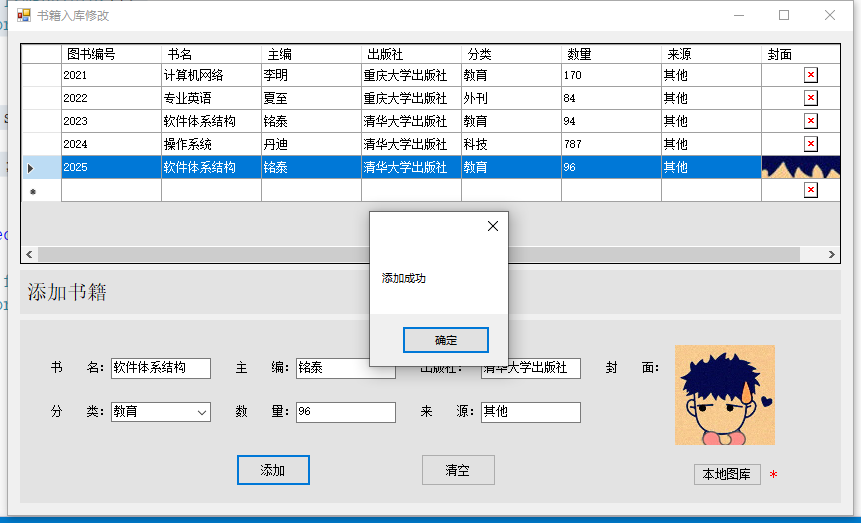 书籍入库修改
图书编号 书名 主编 出版社 分类 数量 来源 封面
2021 计算机网络 李明 重庆大学出版社 教育 170 其他
2022 专业英语 夏至 重庆大学出版社 外刊 84 其他
2023 软件体系结构 铭泰 清华大学出版社 教育 94 其他
2024 操作系统 丹迪 清华大学出版社 科技 787 其他
2025 软件体系结构 铭泰 清华大学出版社 教育 96 其他
添加成功
确定
添加书籍
书 名: 软件体系结构 主 编: 铭泰 出版社: 清华大学出版社 封 面:
分 类: 教育 数 量: 96 来 源: 其他
添加 清空 本地图库 *